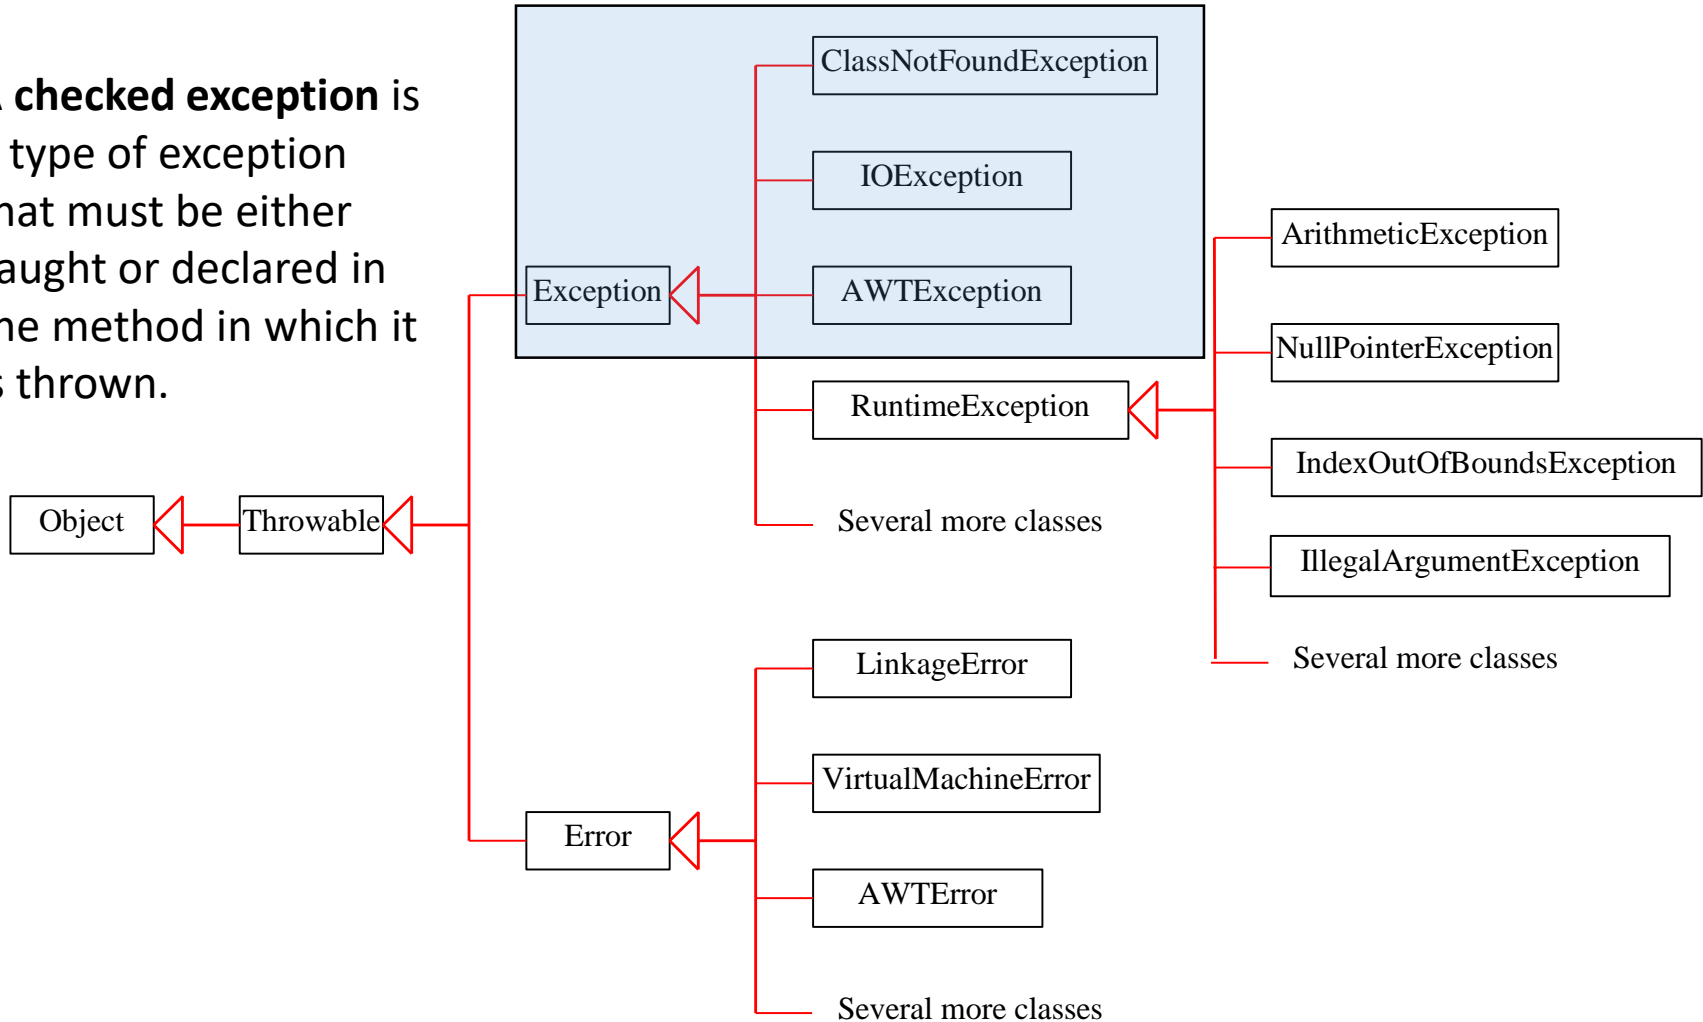 A checked exception is
type of exception
hat must be either
aught or declared in
he method in which it
s thrown.
ClassNotFoundException
IOException
Exception
AWTException
RuntimeException
Several more classes
ArithmeticException
NullPointerException
IndexOutOfBoundsException
IllegalArgumentException
Several more classes
Object
Throwable
LinkageError
VirtualMachineError
Error
AWTError
Several more classes